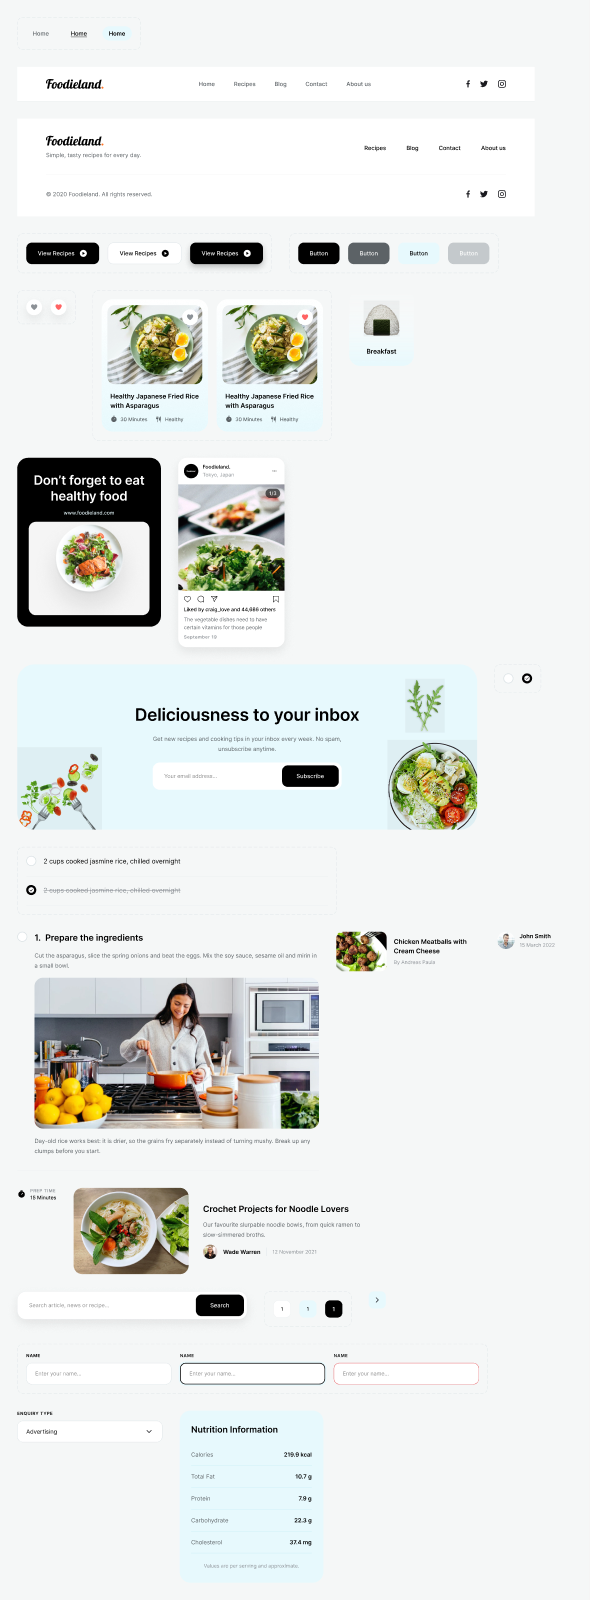 Home Home Home
Foodieland. Home Recipes Blog Contact About us
Foodieland.
Simple, tasty recipes for every day.
Recipes Blog Contact About us
© 2020 Foodieland. All rights reserved.
View Recipes View Recipes View Recipes Button Button Button Button
Healthy Japanese Fried Rice
with Asparagus
30 Minutes Healthy
Healthy Japanese Fried Rice
with Asparagus
30 Minutes Healthy
Breakfast
Don't forget to eat
healthy food
www.foodieland.com
Foodieland.
Tokyo, Japan
1/3
Liked by craig_love and 44,686 others
The vegetable dishes need to have
certain vitamins for those people
September 19
Deliciousness to your inbox
Get new recipes and cooking tips in your inbox every week. No spam,
unsubscribe anytime.
Your email address... Subscribe
2 cups cooked jasmine rice, chilled overnight
2 cups cooked jasmine rice, chilled overnight
1. Prepare the ingredients
Cut the asparagus, slice the spring onions and beat the eggs. Mix the soy sauce, sesame oil and mirin in
a small bowl.
Day-old rice works best: it is drier, so the grains fry separately instead of turning mushy. Break up any
clumps before you start.
Chicken Meatballs with
Cream Cheese
By Andreas Paula
John Smith
15 March 2022
PREP TIME
15 Minutes
Crochet Projects for Noodle Lovers
Our favourite slurpable noodle bowls, from quick ramen to
slow-simmered broths.
Wade Warren 12 November 2021
Search article, news or recipe... Search
1 1 1
NAME NAME NAME
Enter your name... Enter your name... Enter your name...
ENQUIRY TYPE
Advertising
Nutrition Information
Calories 219.9 kcal
Total Fat 10.7 g
Protein 7.9 g
Carbohydrate 22.3 g
Cholesterol 37.4 mg
Values are per serving and approximate.